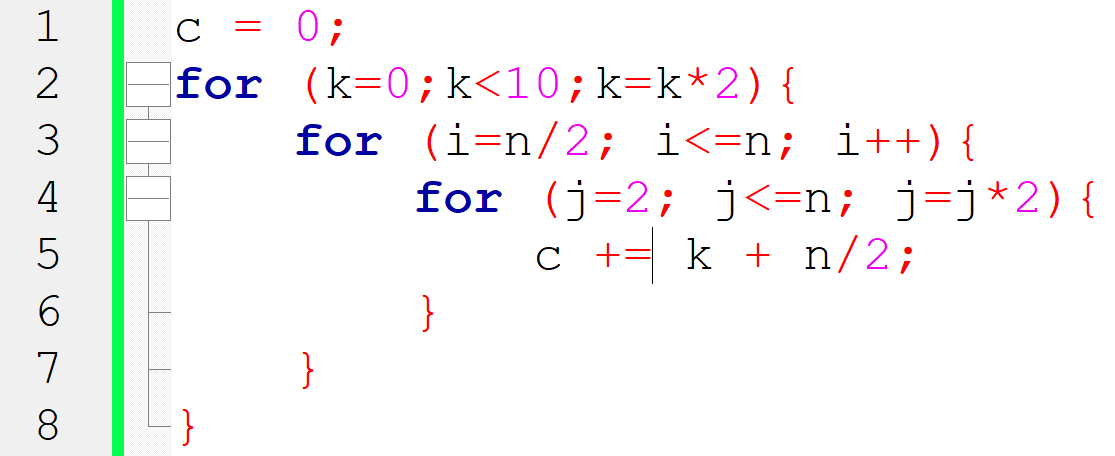 1 c = 0;
2 for (k=0;k<10;k=k*2){
3 for (i=n/2; i<=n; i++){
4 for (j=2; j<=n; j=j*2){
5 c += k + n/2;
6 }
7 }
8 }